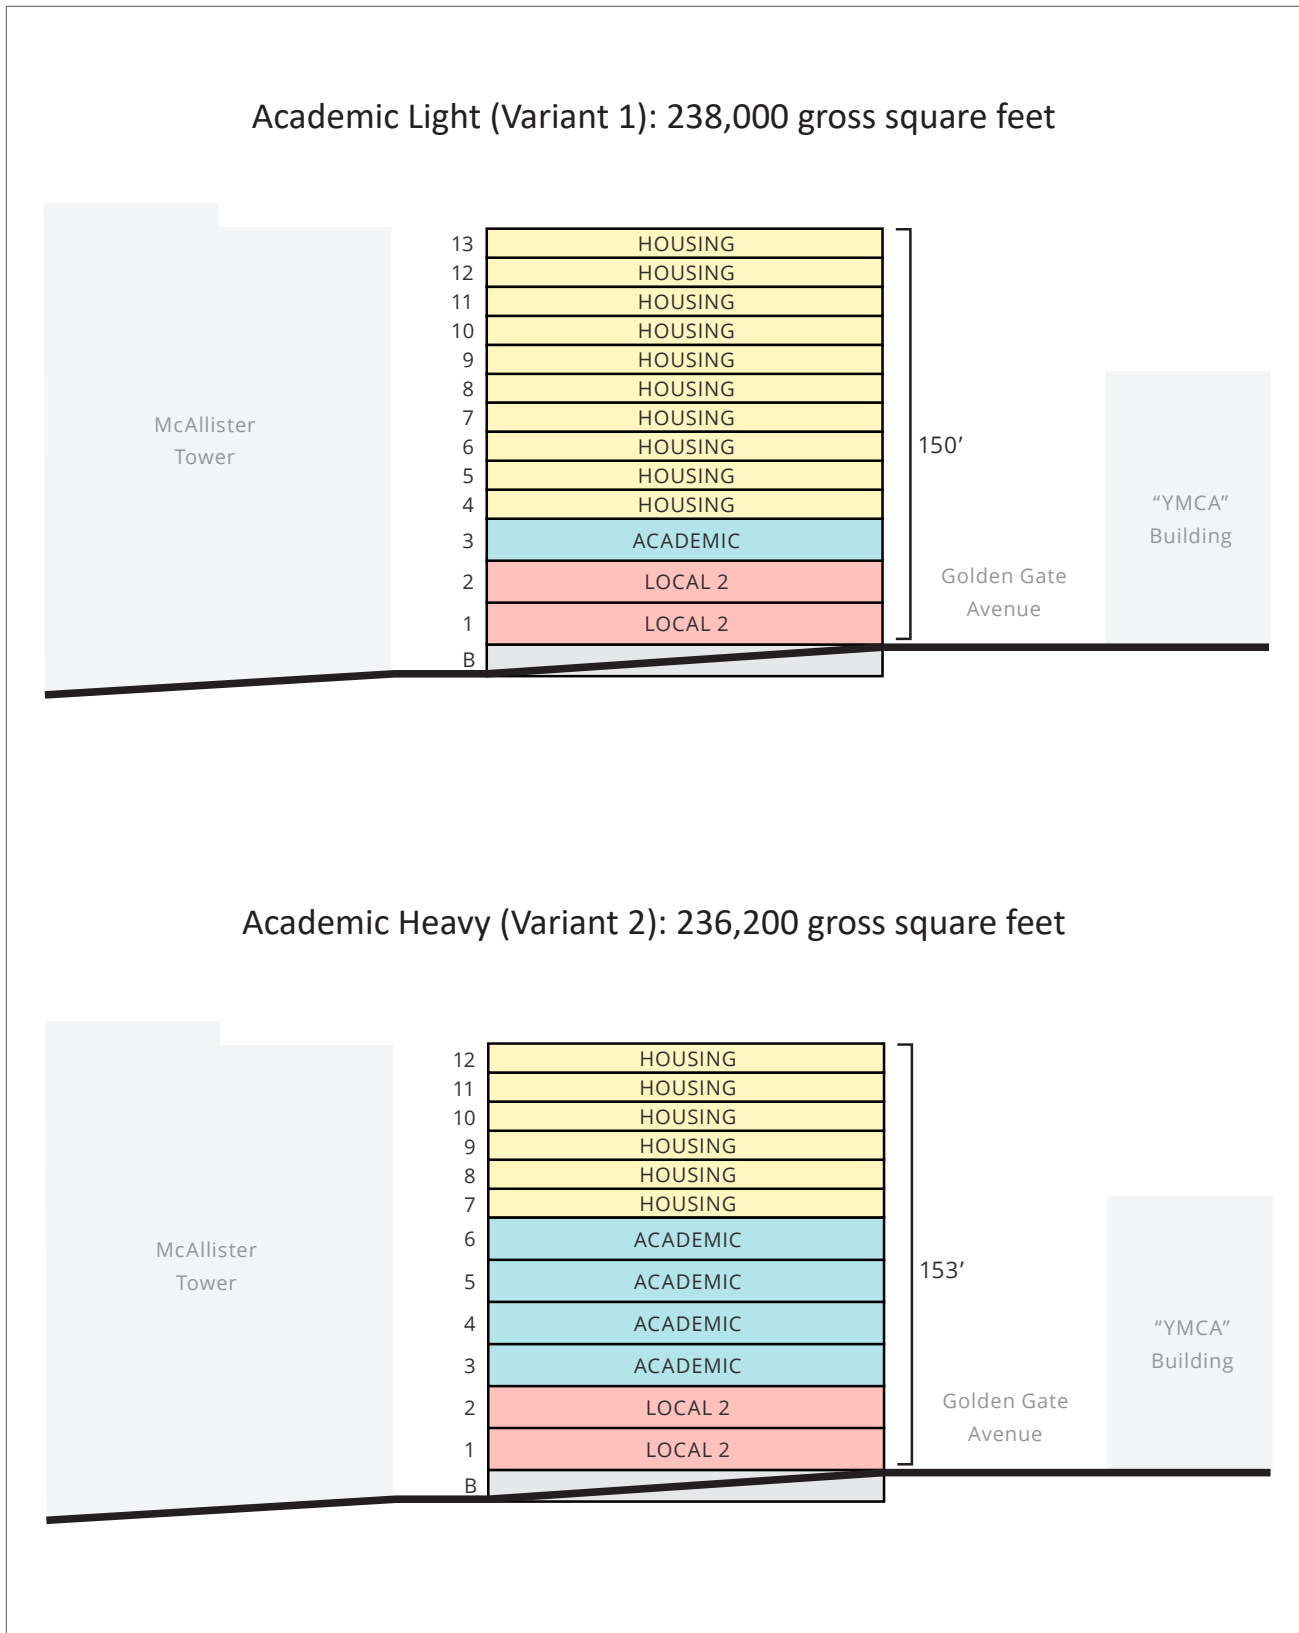 Academic Light (Variant 1): 238,000 gross square feet
13 HOUSING
12 HOUSING
11 HOUSING
10 HOUSING
9 HOUSING
8 HOUSING
7 HOUSING
6 HOUSING
5 HOUSING
4 HOUSING
3 ACADEMIC
2 LOCAL 2
1 LOCAL 2
B
McAllister
Tower
150’
Golden Gate
Avenue
“YMCA”
Building
Academic Heavy (Variant 2): 236,200 gross square feet
12 HOUSING
11 HOUSING
10 HOUSING
9 HOUSING
8 HOUSING
7 HOUSING
6 ACADEMIC
5 ACADEMIC
4 ACADEMIC
3 ACADEMIC
2 LOCAL 2
1 LOCAL 2
B
McAllister
Tower
153’
Golden Gate
Avenue
“YMCA”
Building